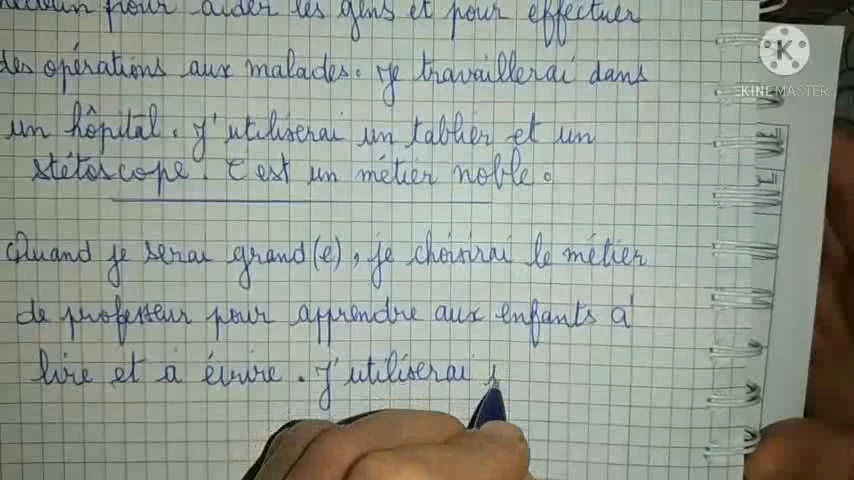 pour aider les gens et pour effectuer
des opérations aux malades. Je travaillerai dans
un hôpital. J'utiliserai un tablier et un
stétoscope. C'est un métier noble.
Quand je serai grand(e), je choisirai le métier
de professeur pour apprendre aux enfants à
lire et à écrire. J'utiliserai
KINEMASTER